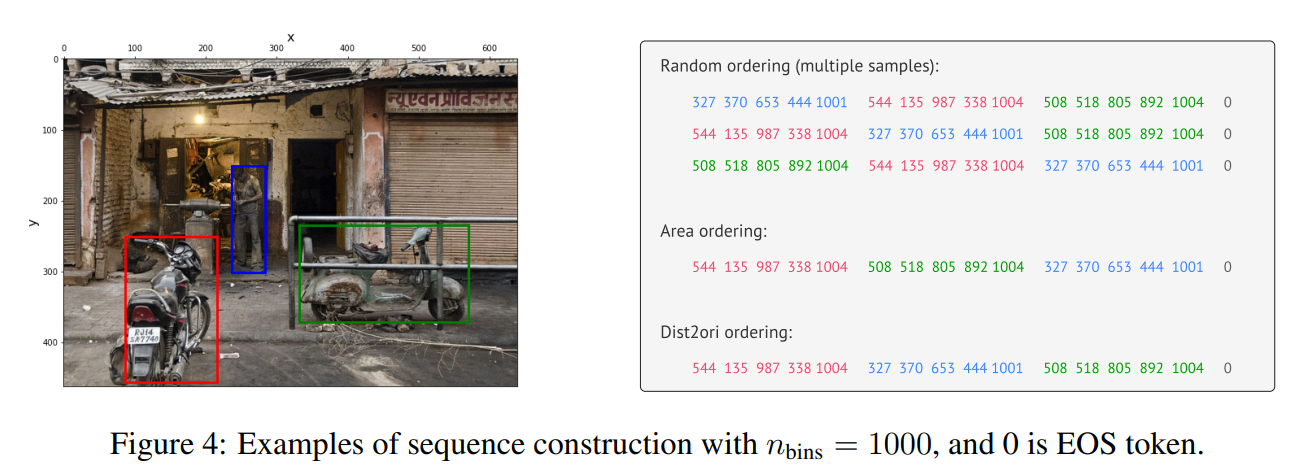 x
0 100 200 300 400 500 600
y
0
100
200
300
400
न्यू एवन प्रोविजन स
RJ14
SA7740
Random ordering (multiple samples):
327 370 653 444 1001 544 135 987 338 1004 508 518 805 892 1004 0
544 135 987 338 1004 327 370 653 444 1001 508 518 805 892 1004 0
508 518 805 892 1004 544 135 987 338 1004 327 370 653 444 1001 0
Area ordering:
544 135 987 338 1004 508 518 805 892 1004 327 370 653 444 1001 0
Dist2ori ordering:
544 135 987 338 1004 327 370 653 444 1001 508 518 805 892 1004 0
Figure 4: Examples of sequence construction with n_bins = 1000, and 0 is EOS token.